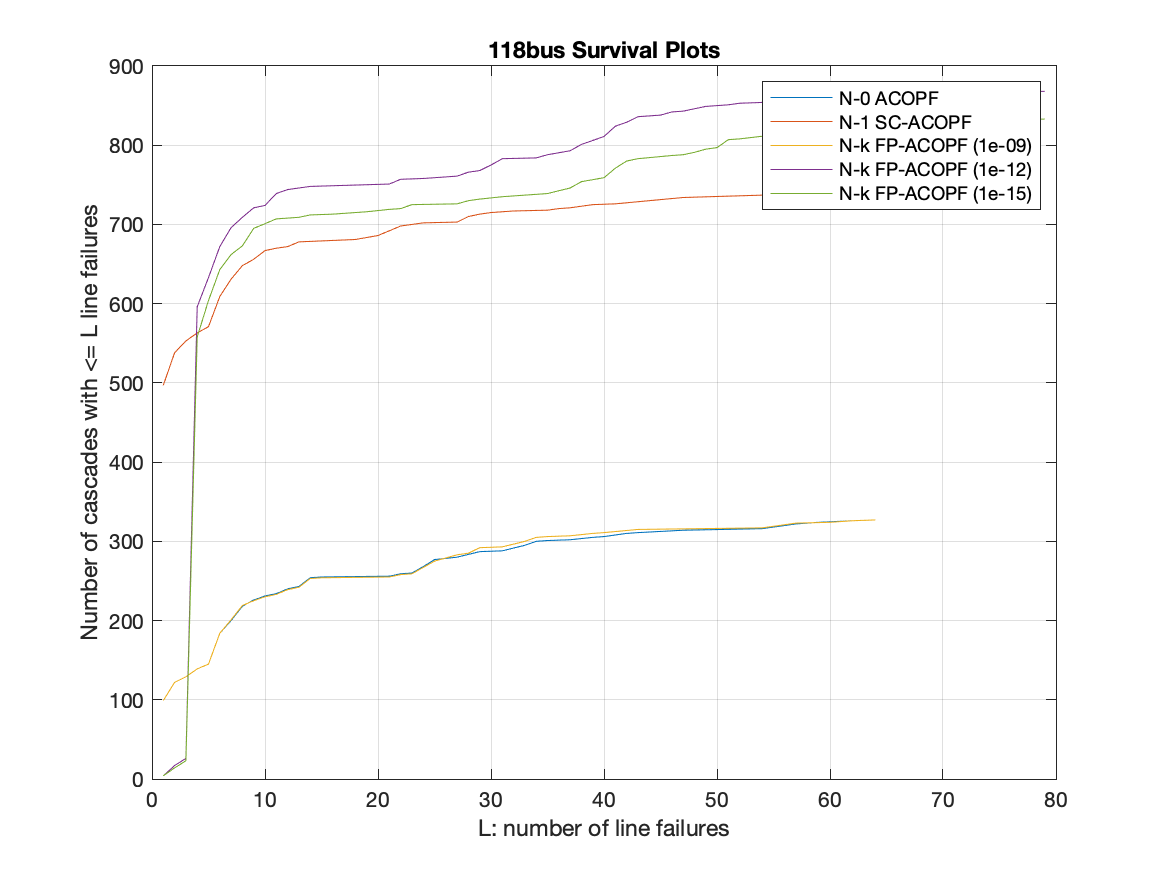 118bus Survival Plots
900
800
700
600
500
400
300
200
100
0
Number of cascades with <= L line failures
N-0 ACOPF
N-1 SC-ACOPF
N-k FP-ACOPF (1e-09)
N-k FP-ACOPF (1e-12)
N-k FP-ACOPF (1e-15)
0 10 20 30 40 50 60 70 80
L: number of line failures